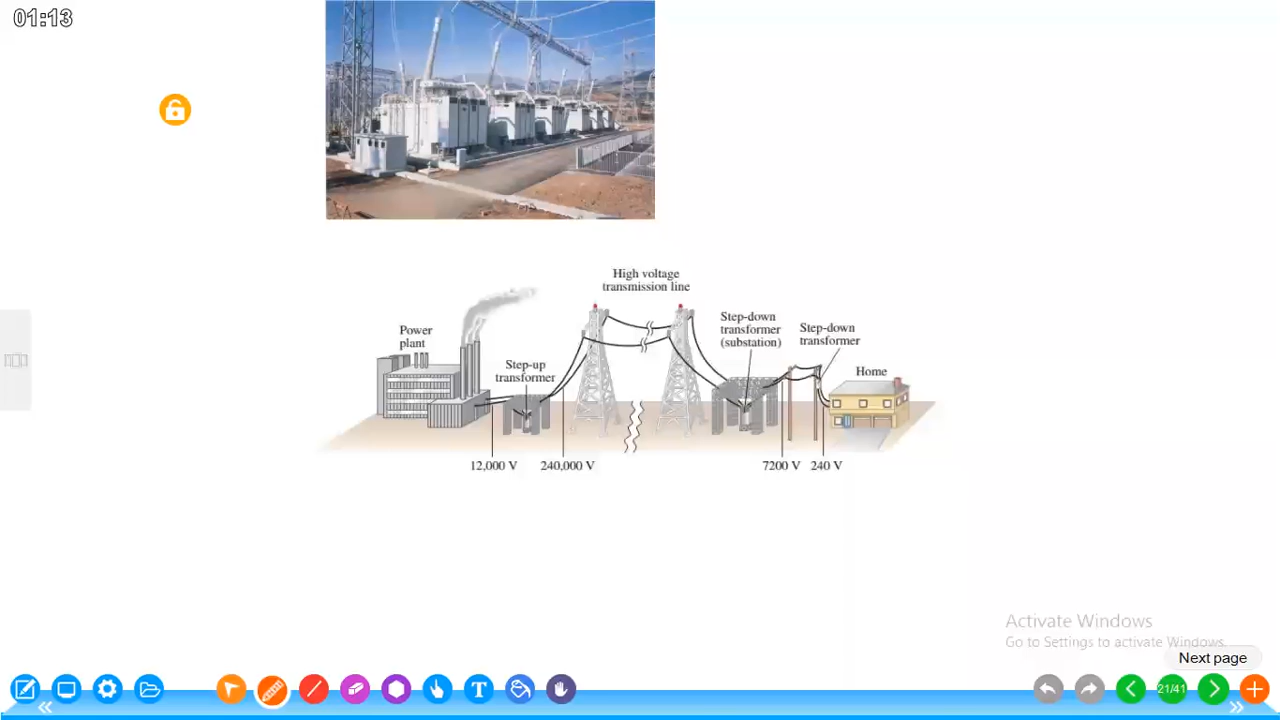 01:13
High voltage
transmission line
Power
plant
Step-up
transformer
Step-down
transformer
(substation)
Step-down
transformer
Home
12,000 V
240,000 V
7200 V
240 V
Activate Windows
Go to Settings to activate Windows.
Next page
T
21/41